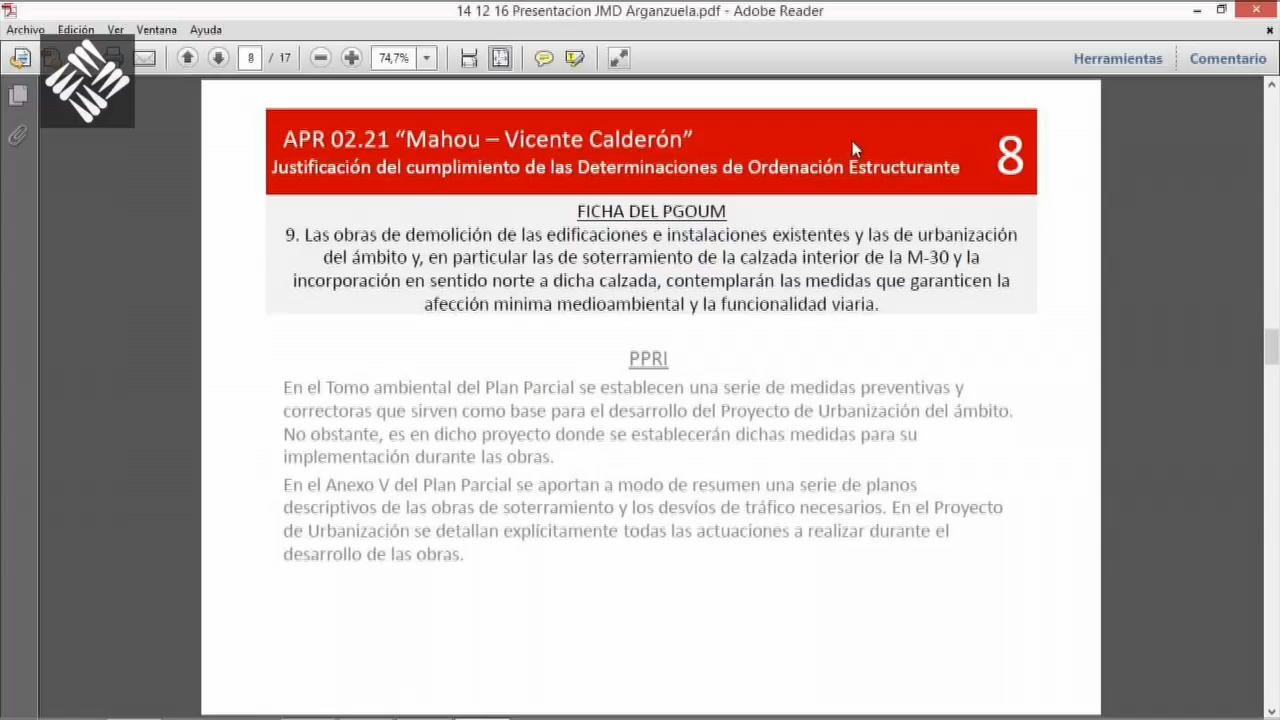 14 12 16 Presentacion JMD Arganzuela.pdf - Adobe Reader
Archivo Edición Ver Ventana Ayuda
8 / 17 74,7% Herramientas Comentario
APR 02.21 “Mahou – Vicente Calderón”
Justificación del cumplimiento de las Determinaciones de Ordenación Estructurante
8
FICHA DEL PGOUM
9. Las obras de demolición de las edificaciones e instalaciones existentes y las de urbanización
del ámbito y, en particular las de soterramiento de la calzada interior de la M-30 y la
incorporación en sentido norte a dicha calzada, contemplarán las medidas que garanticen la
afección minima medioambiental y la funcionalidad viaria.
PPRI
En el Tomo ambiental del Plan Parcial se establecen una serie de medidas preventivas y
correctoras que sirven como base para el desarrollo del Proyecto de Urbanización del ámbito.
No obstante, es en dicho proyecto donde se establecerán dichas medidas para su
implementación durante las obras.
En el Anexo V del Plan Parcial se aportan a modo de resumen una serie de planos
descriptivos de las obras de soterramiento y los desvíos de tráfico necesarios. En el Proyecto
de Urbanización se detallan explícitamente todas las actuaciones a realizar durante el
desarrollo de las obras.